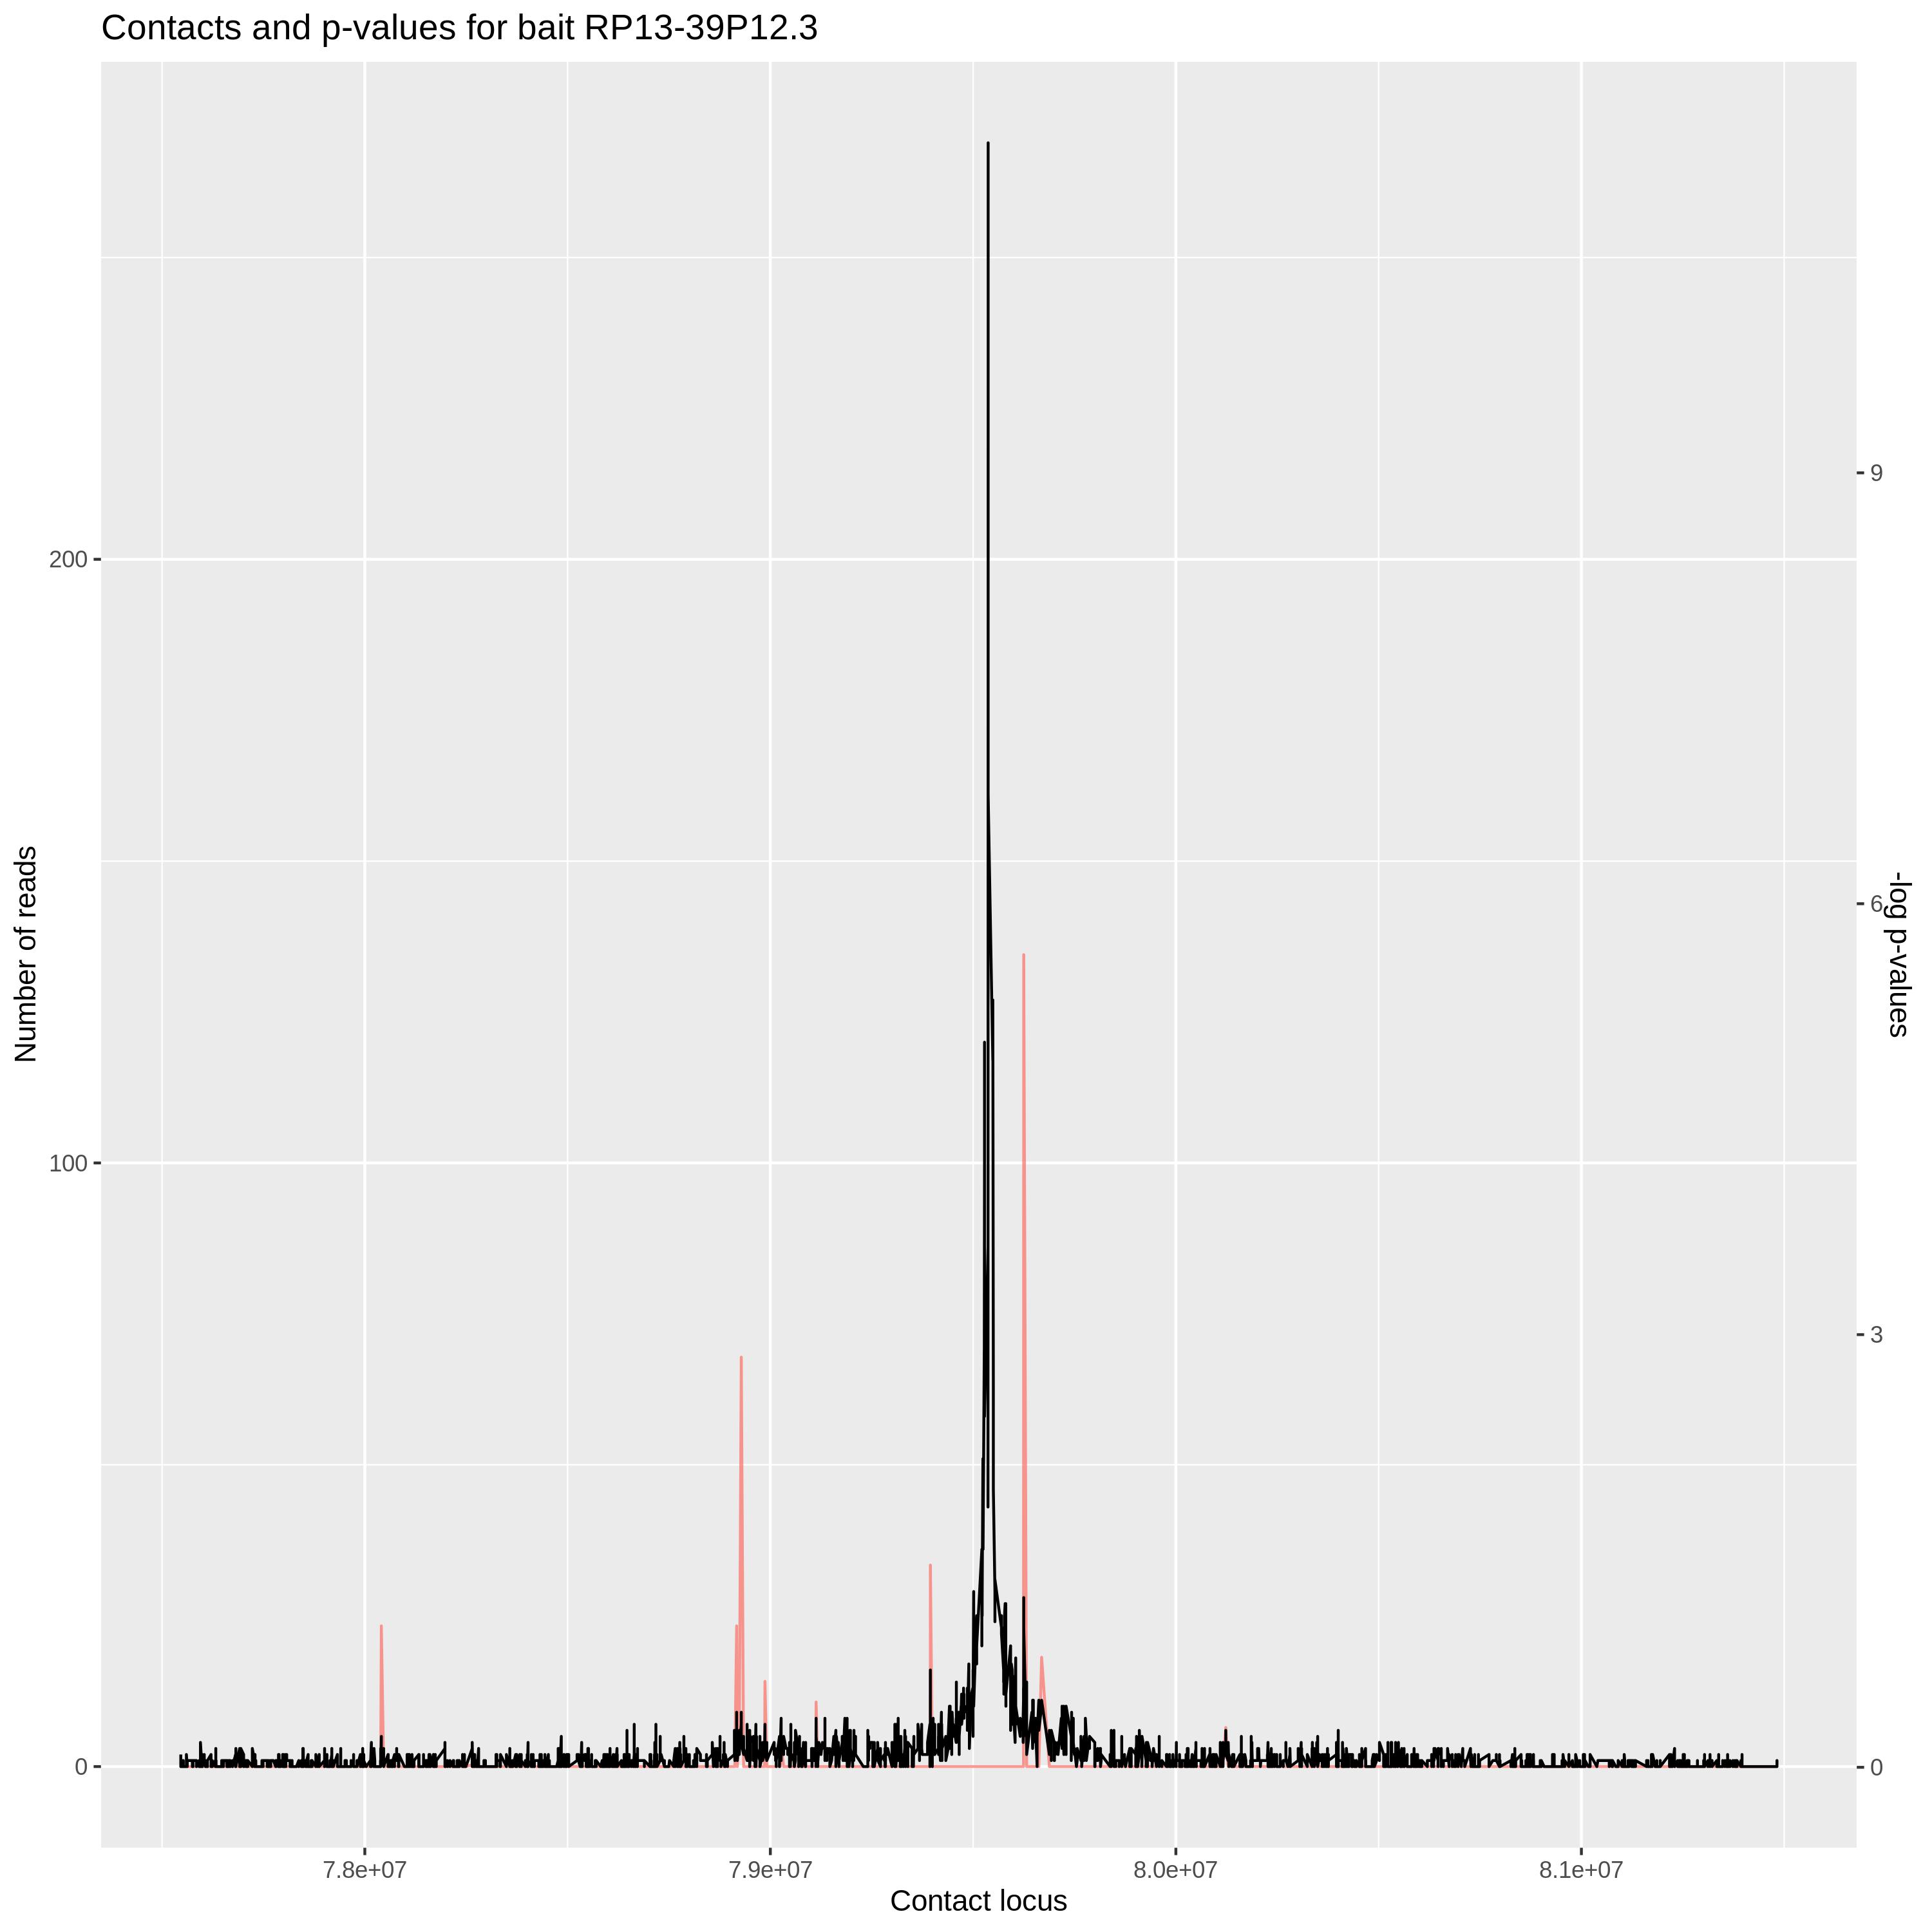 Contacts and p-values for bait RP13-39P12.3
Number of reads
200
100
0
9
6
3
0
-log p-values
7.8e+07
7.9e+07
8.0e+07
8.1e+07
Contact locus